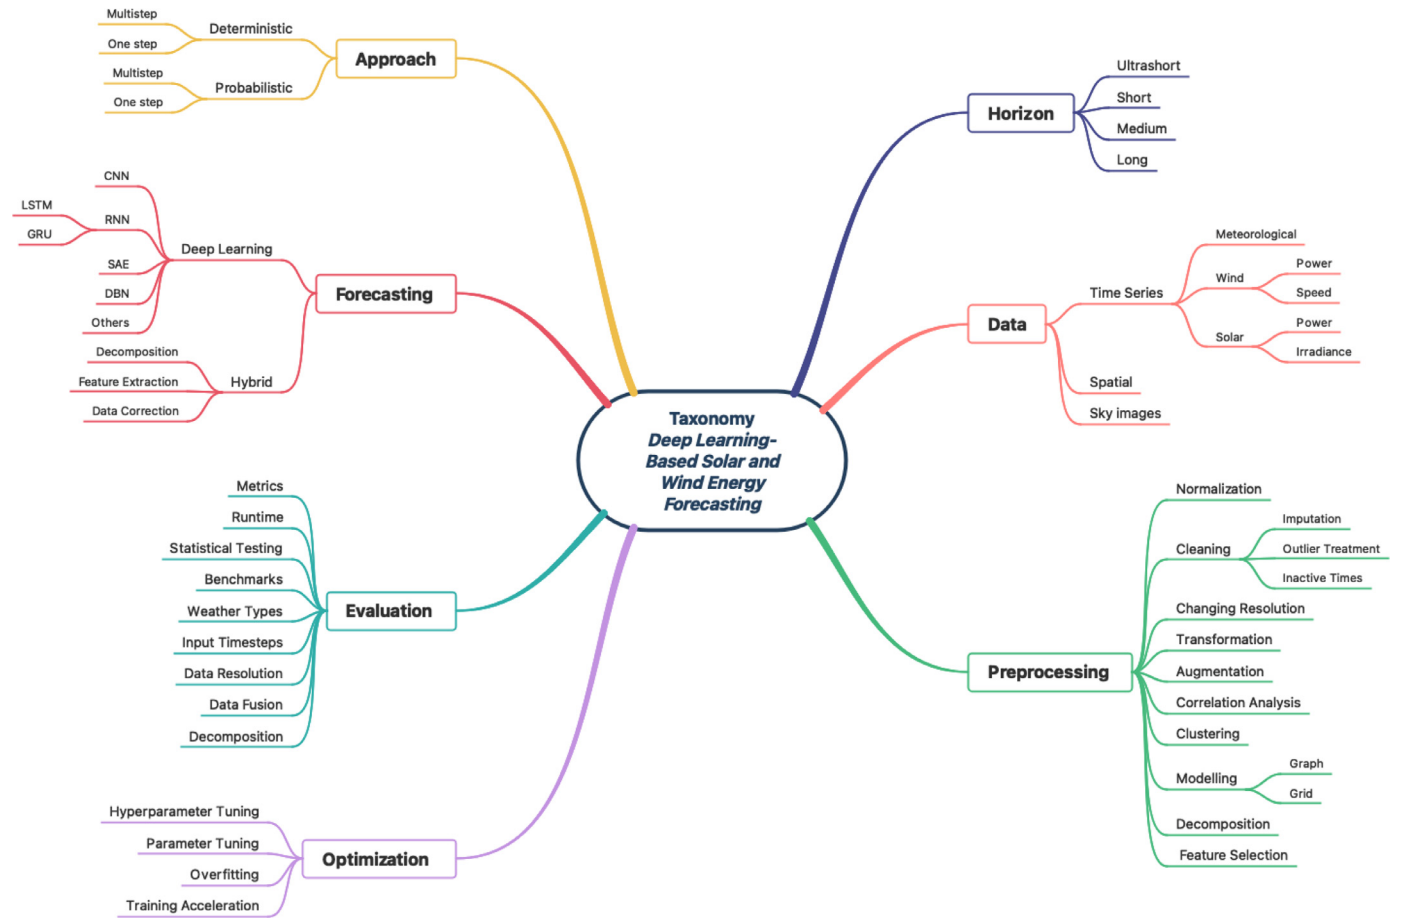 Taxonomy
Deep Learning-
Based Solar and
Wind Energy
Forecasting
Approach
Deterministic
Multistep
One step
Probabilistic
Multistep
One step
Forecasting
Deep Learning
CNN
RNN
LSTM
GRU
SAE
DBN
Others
Hybrid
Decomposition
Feature Extraction
Data Correction
Evaluation
Metrics
Runtime
Statistical Testing
Benchmarks
Weather Types
Input Timesteps
Data Resolution
Data Fusion
Decomposition
Optimization
Hyperparameter Tuning
Parameter Tuning
Overfitting
Training Acceleration
Horizon
Ultrashort
Short
Medium
Long
Data
Time Series
Meteorological
Wind
Power
Speed
Solar
Power
Irradiance
Spatial
Sky images
Preprocessing
Normalization
Cleaning
Imputation
Outlier Treatment
Inactive Times
Changing Resolution
Transformation
Augmentation
Correlation Analysis
Clustering
Modelling
Graph
Grid
Decomposition
Feature Selection